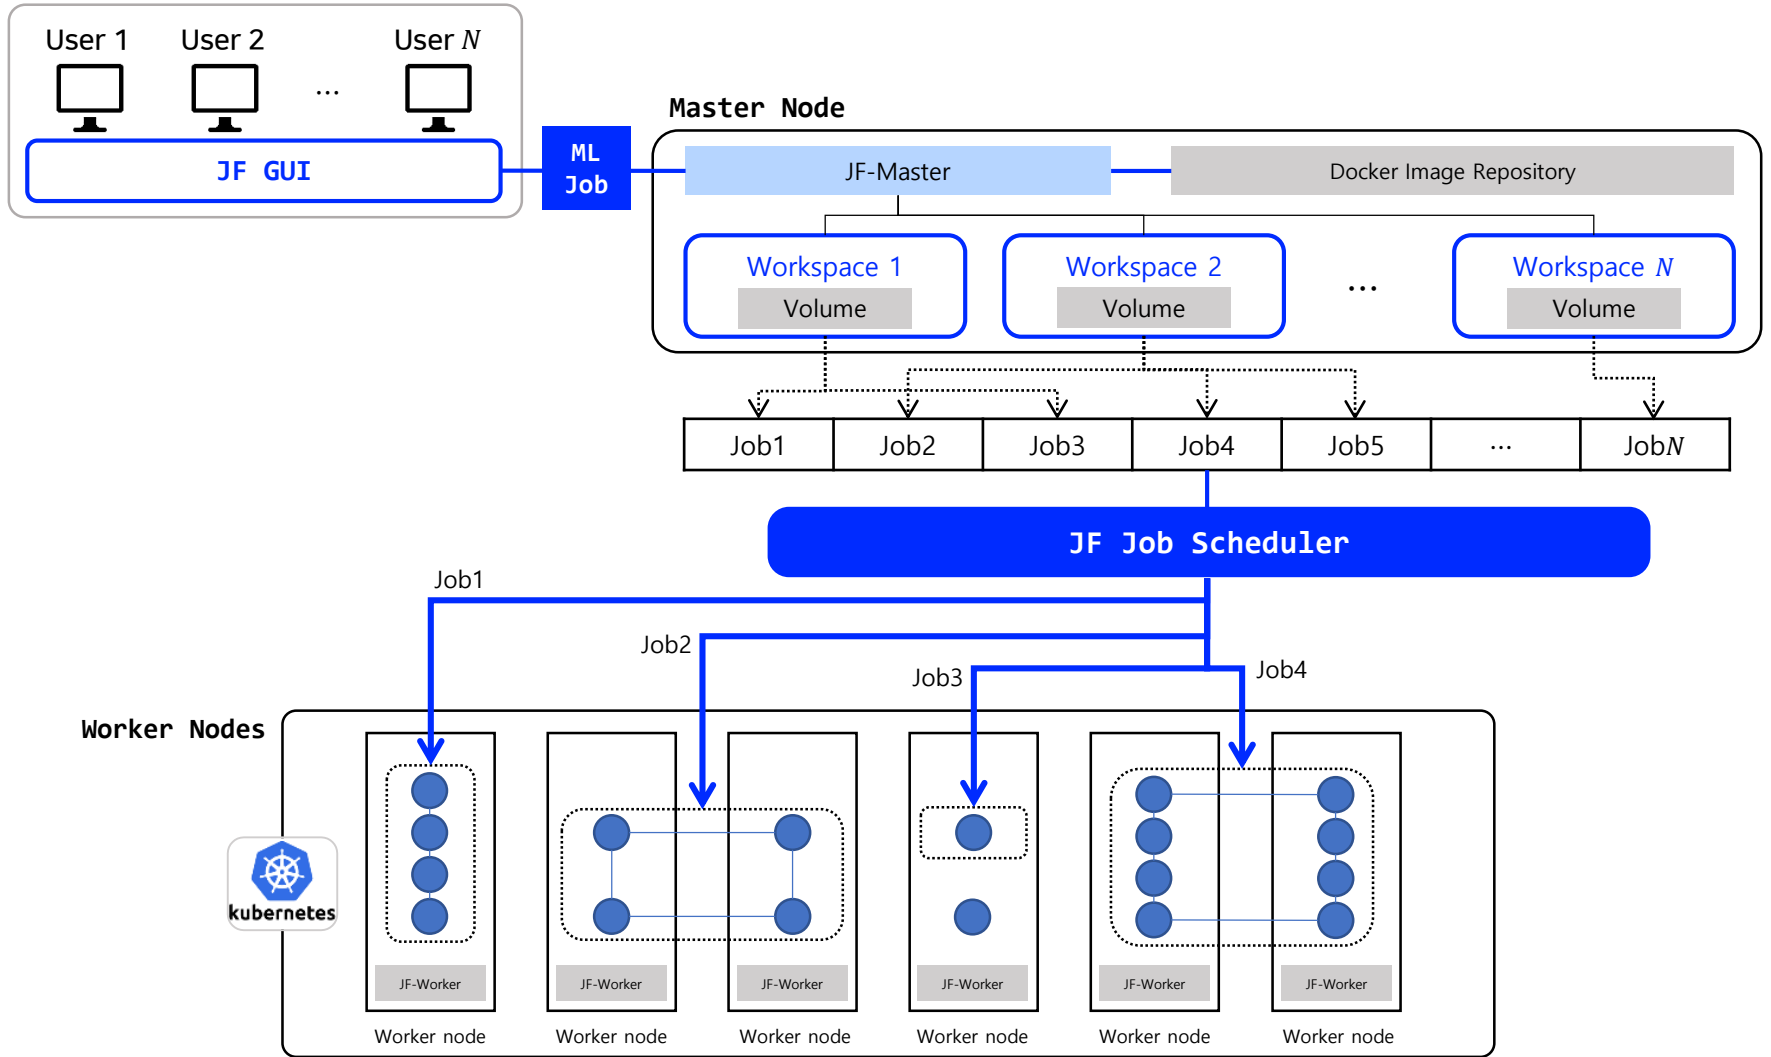 User 1
User 2
...
User N
JF GUI
ML
Job
Master Node
JF-Master
Docker Image Repository
Workspace 1
Volume
Workspace 2
Volume
...
Workspace N
Volume
Job1
Job2
Job3
Job4
Job5
...
JobN
JF Job Scheduler
Job1
Job2
Job3
Job4
Worker Nodes
kubernetes
JF-Worker
JF-Worker
JF-Worker
JF-Worker
JF-Worker
JF-Worker
Worker node
Worker node
Worker node
Worker node
Worker node
Worker node